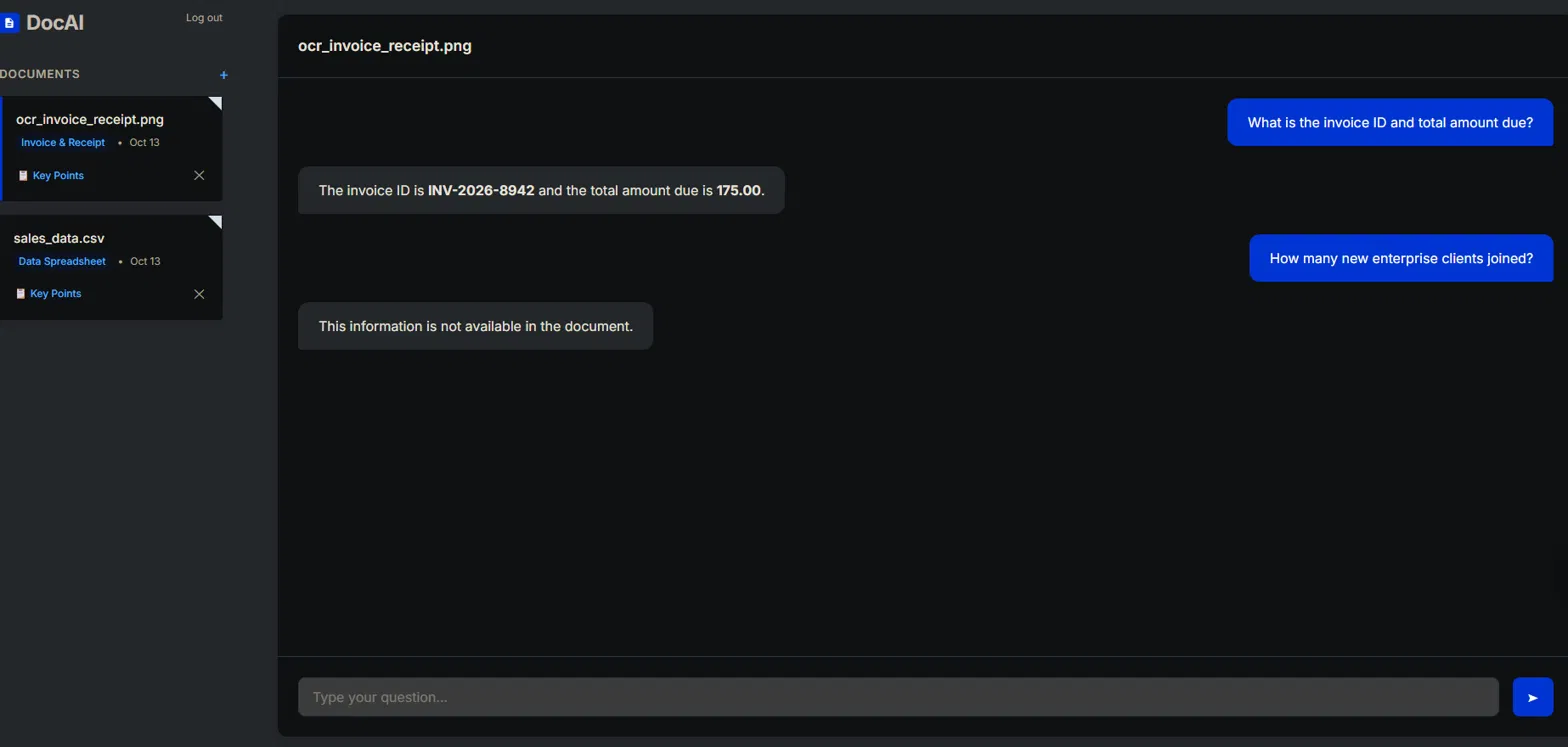 DocAI
Log out
DOCUMENTS
+
ocr_invoice_receipt.png
Invoice & Receipt • Oct 13
Key Points
sales_data.csv
Data Spreadsheet • Oct 13
Key Points
ocr_invoice_receipt.png
What is the invoice ID and total amount due?
The invoice ID is INV-2026-8942 and the total amount due is 175.00.
How many new enterprise clients joined?
This information is not available in the document.
Type your question...